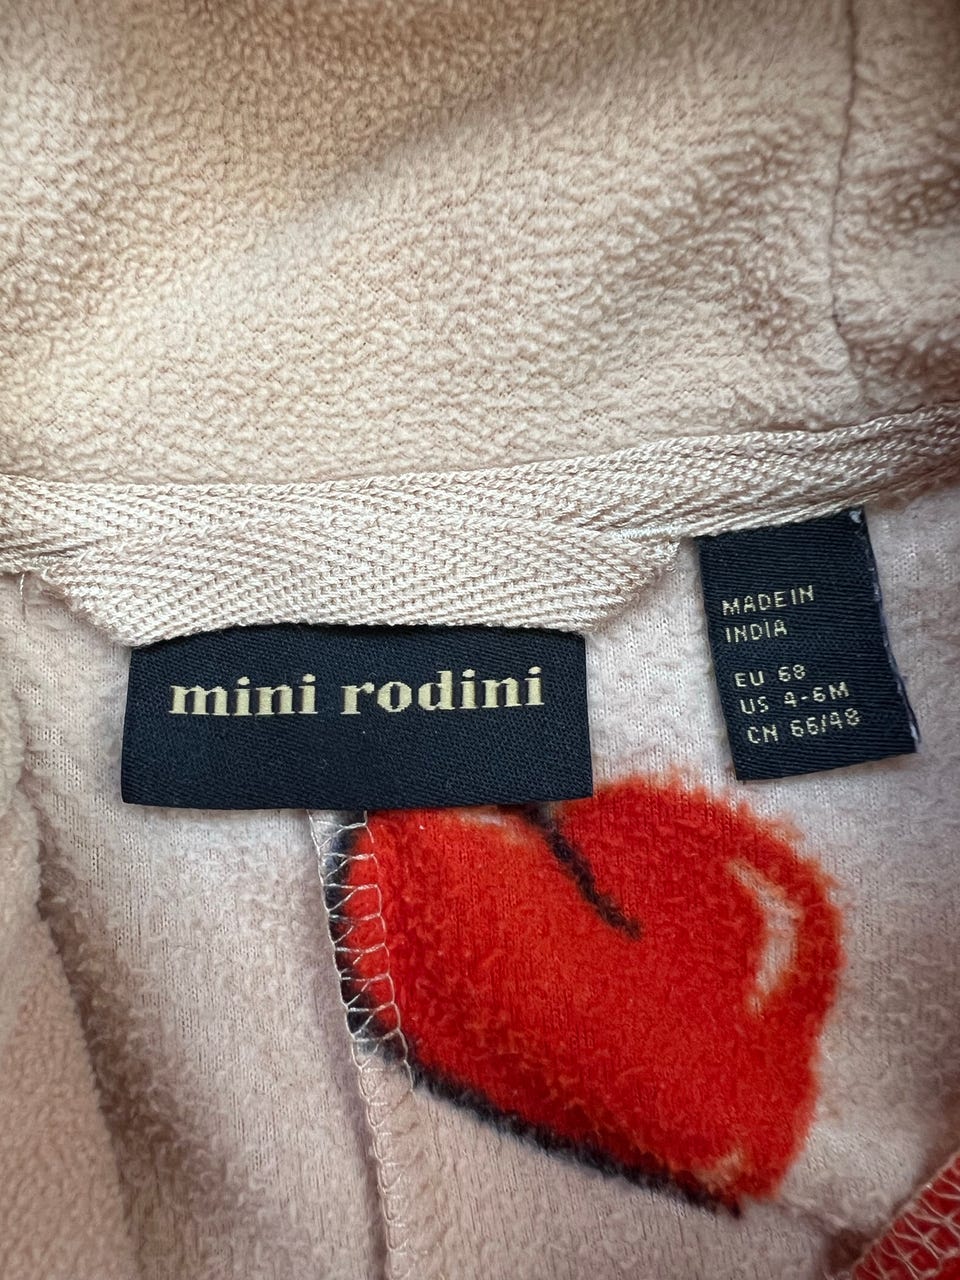 mini rodini
MADE IN
INDIA
EU 68
US 4-6M
CN 66/48